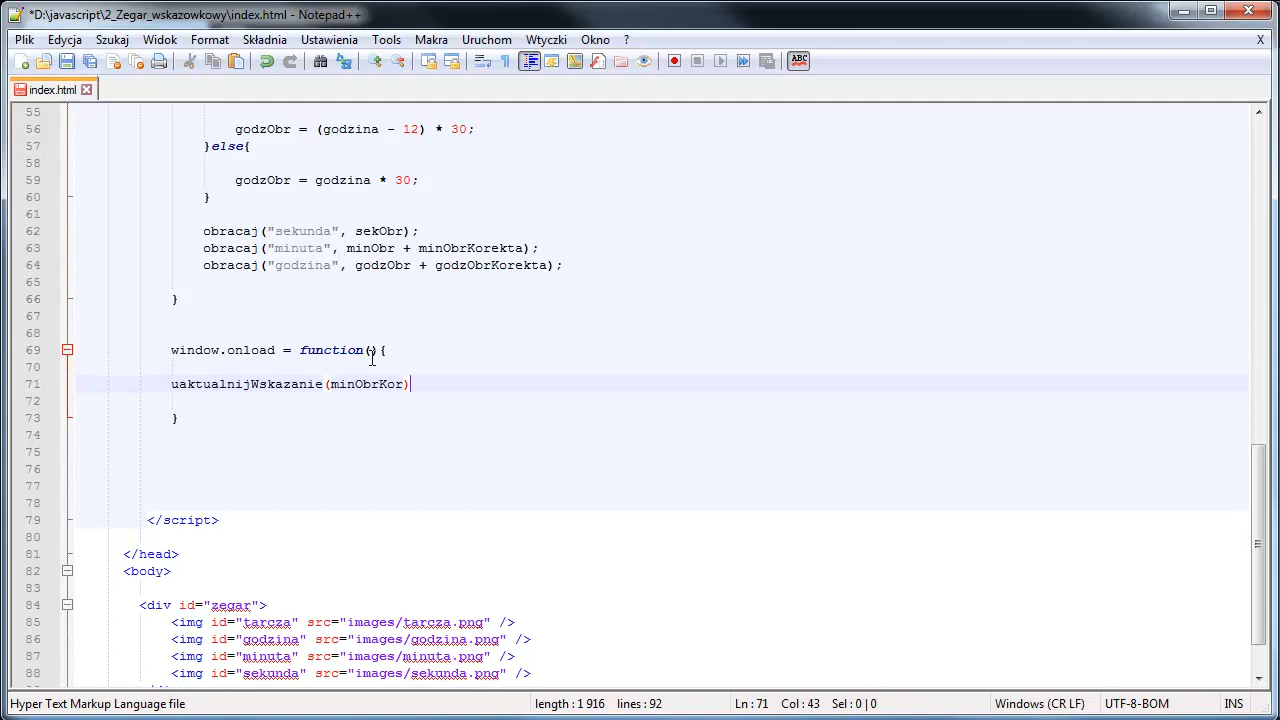 *D:\javascript\2_Zegar_wskazowkowy\index.html - Notepad++
Plik Edycja Szukaj Widok Format Składnia Ustawienia Tools Makra Uruchom Wtyczki Okno ? X
ABC
index.html
55
56 godzObr = (godzina - 12) * 30;
57 }else{
58
59 godzObr = godzina * 30;
60 }
61
62 obracaj("sekunda", sekObr);
63 obracaj("minuta", minObr + minObrKorekta);
64 obracaj("godzina", godzObr + godzObrKorekta);
65
66 }
67
68
69 window.onload = function(){
70
71 uaktualnijWskazanie(minObrKor)
72
73 }
74
75
76
77
78
79 </script>
80
81 </head>
82 <body>
83
84 <div id="zegar">
85 <img id="tarcza" src="images/tarcza.png" />
86 <img id="godzina" src="images/godzina.png" />
87 <img id="minuta" src="images/minuta.png" />
88 <img id="sekunda" src="images/sekunda.png" />
Hyper Text Markup Language file length : 1 916 lines : 92 Ln : 71 Col : 43 Sel : 0 | 0 Windows (CR LF) UTF-8-BOM INS